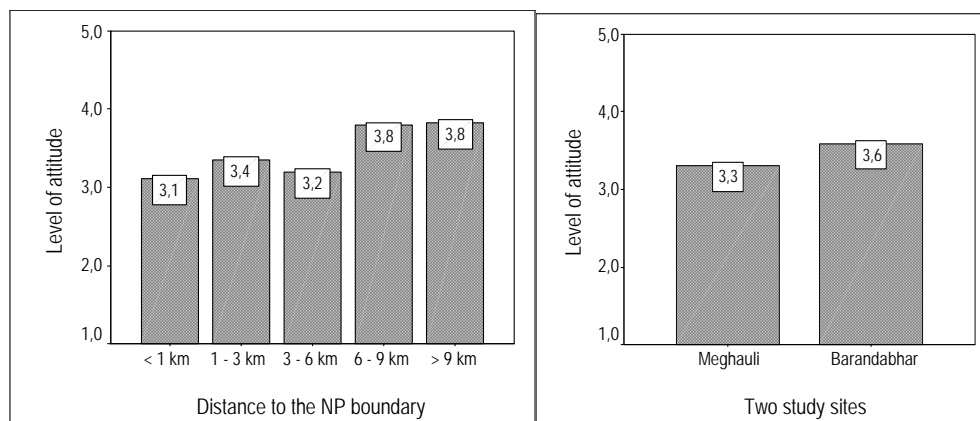 5,0
4,0
3,0
2,0
1,0
Level of attitude
3,1
3,4
3,2
3,8
3,8
< 1 km 1 - 3 km 3 - 6 km 6 - 9 km > 9 km
Distance to the NP boundary
5,0
4,0
3,0
2,0
1,0
Level of attitude
3,3
3,6
Meghauli Barandabhar
Two study sites